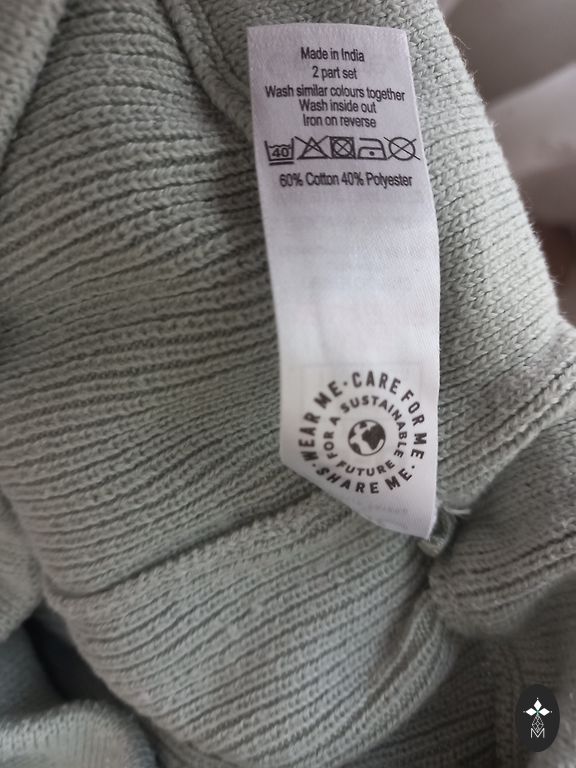 Made in India
2 part set
Wash similar colours together
Wash inside out
Iron on reverse
40
60% Cotton 40% Polyester
WEAR ME · CARE FOR ME · SHARE ME ·
FOR A SUSTAINABLE FUTURE
M